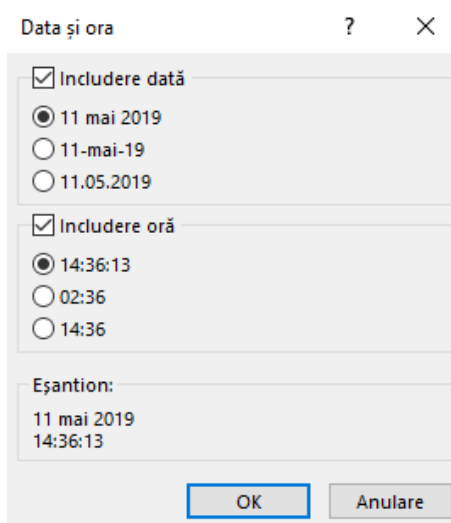 Data și ora ?
Includere dată
11 mai 2019
11-mai-19
11.05.2019
Includere oră
14:36:13
02:36
14:36
Eșantion:
11 mai 2019
14:36:13
OK Anulare